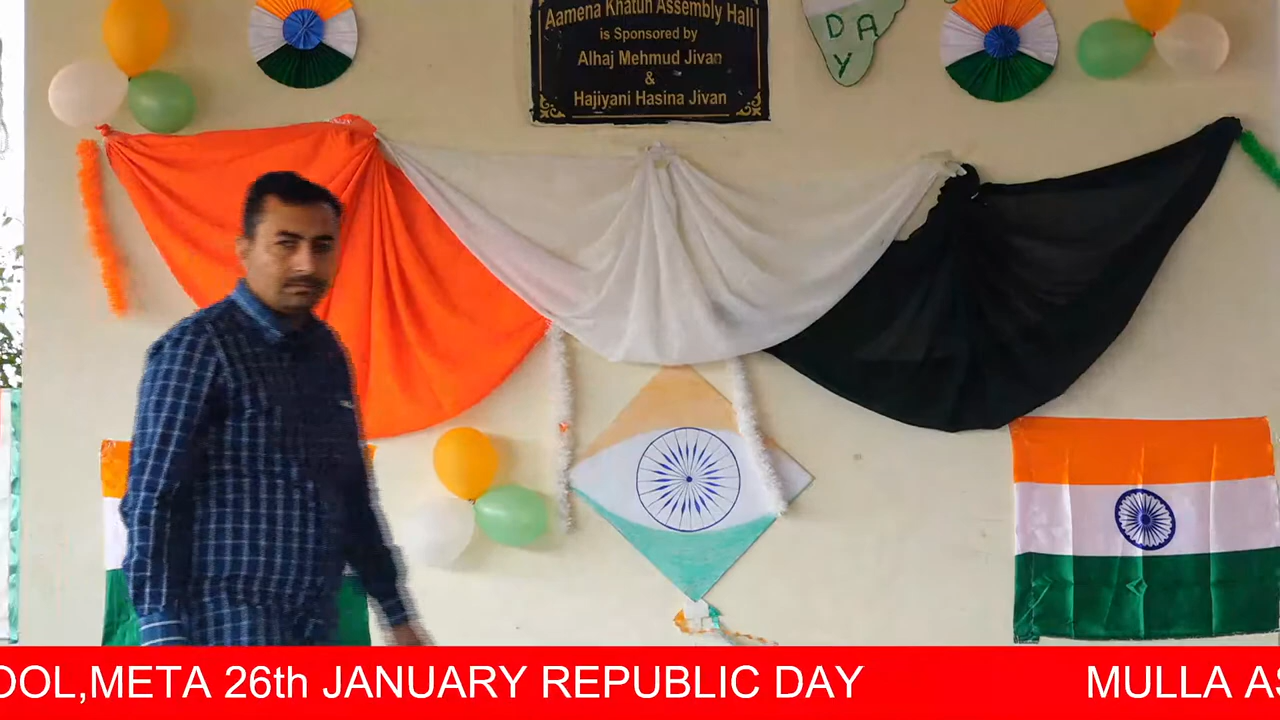 Aamena Khatun Assembly Hall
is Sponsored by
Alhaj Mehmud Jivan
&
Hajiyani Hasina Jivan
DAY
OOL,META 26th JANUARY REPUBLIC DAY MULLA AS